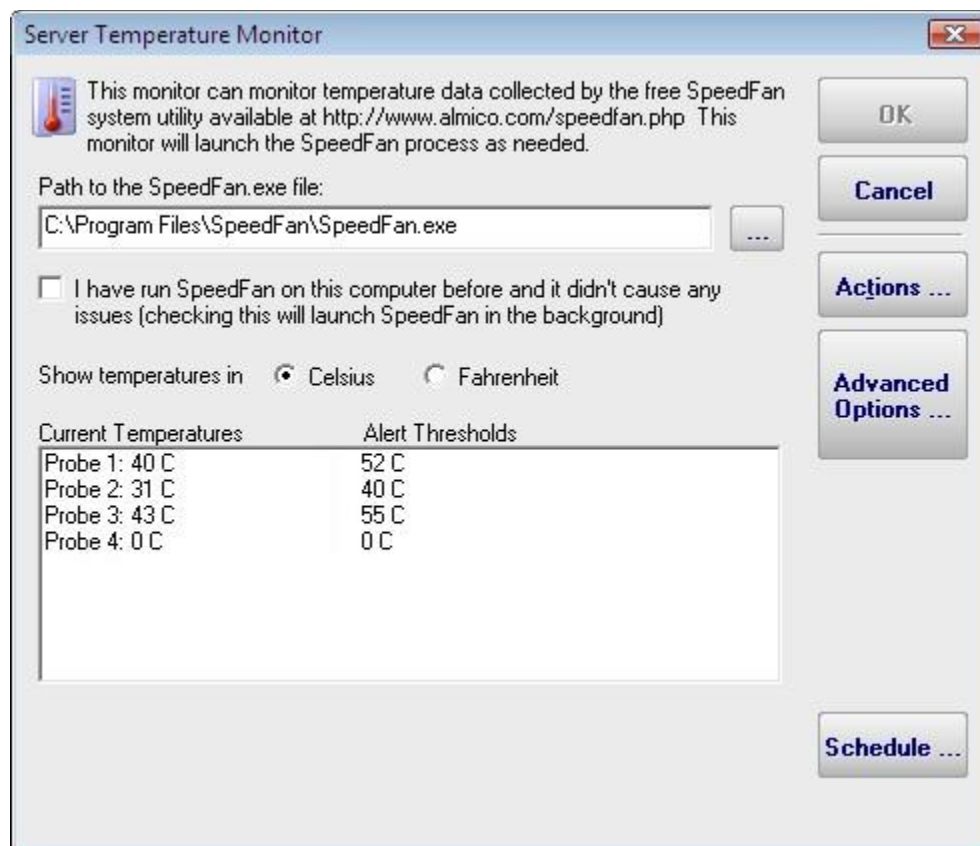 Server Temperature Monitor
This monitor can monitor temperature data collected by the free SpeedFan
system utility available at http://www.almico.com/speedfan.php  This
monitor will launch the SpeedFan process as needed.
OK
Cancel
Path to the SpeedFan.exe file:
C:\Program Files\SpeedFan\SpeedFan.exe
...
I have run SpeedFan on this computer before and it didn't cause any
issues (checking this will launch SpeedFan in the background)
Actions ...
Show temperatures in Celsius Fahrenheit
Advanced
Options ...
Current Temperatures Alert Thresholds
Probe 1: 40 C 52 C
Probe 2: 31 C 40 C
Probe 3: 43 C 55 C
Probe 4: 0 C 0 C
Schedule ...